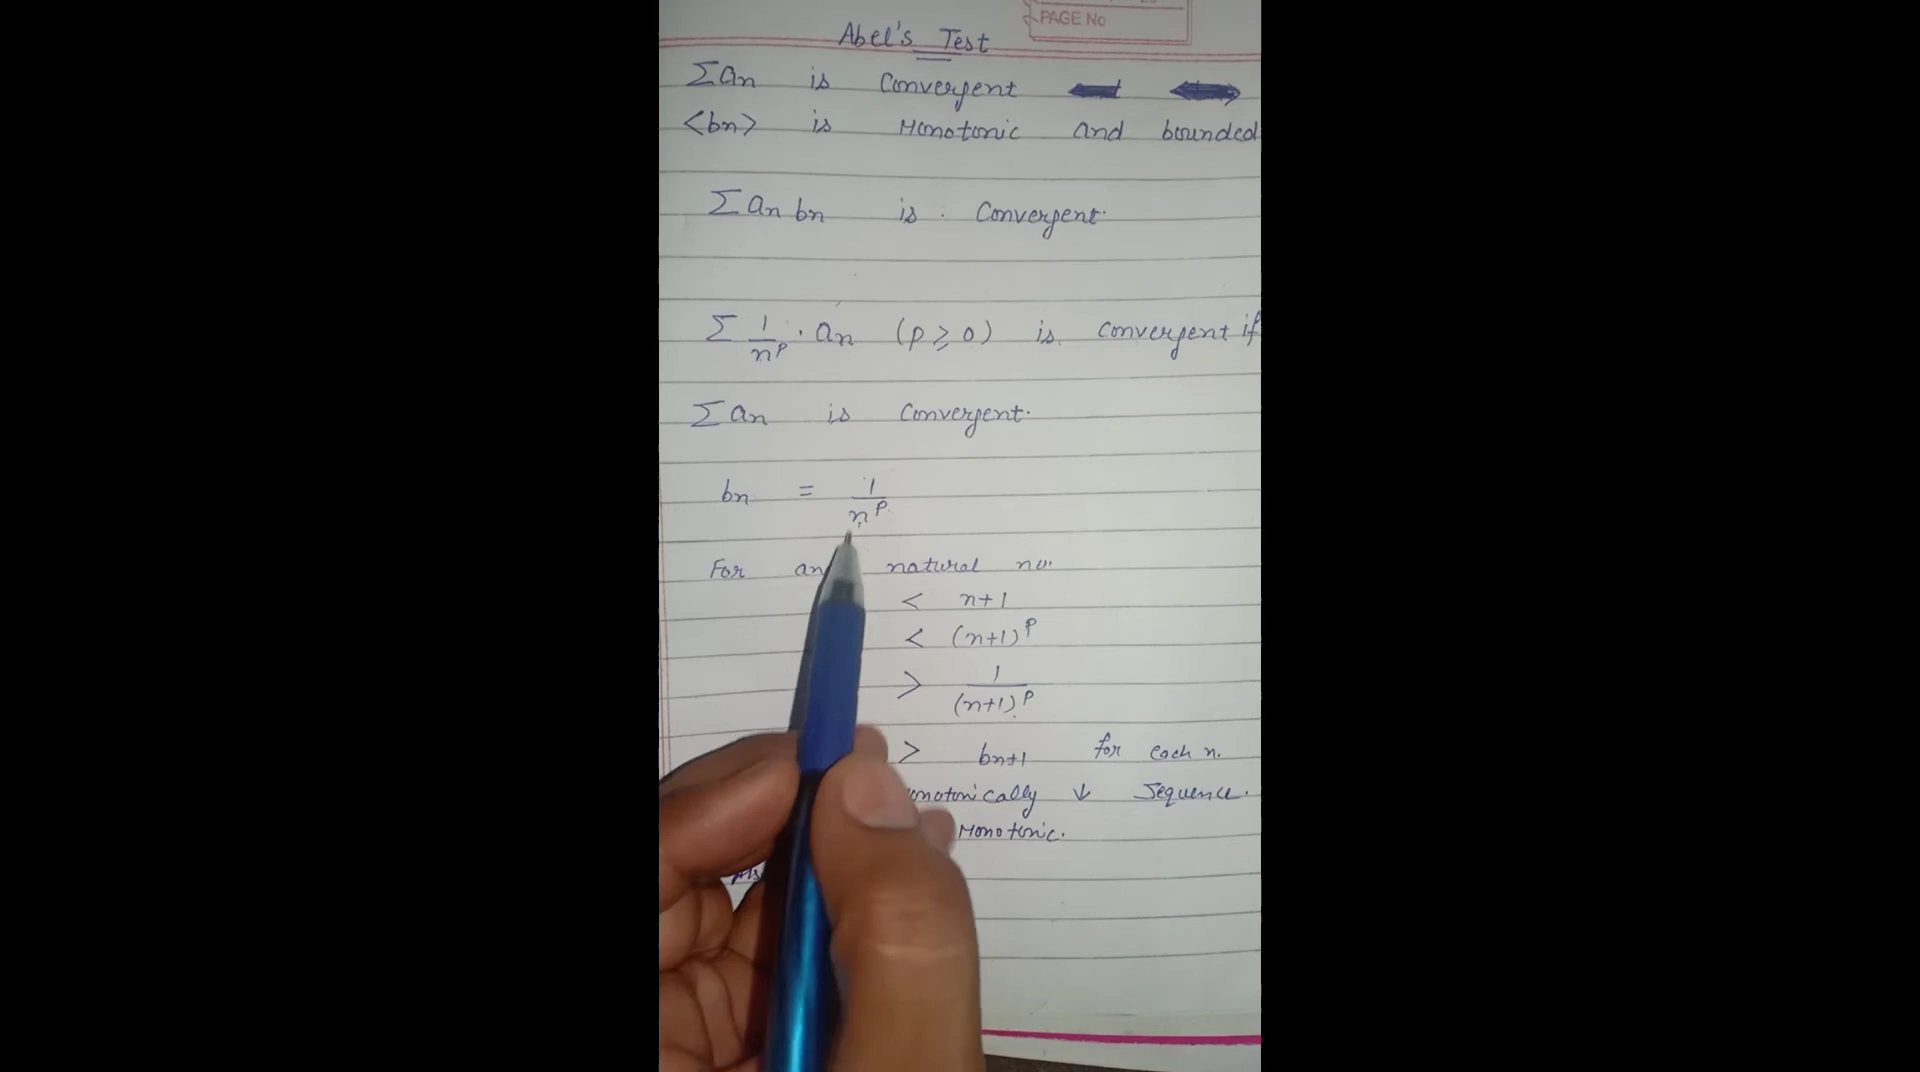 PAGE No
Abel's Test
Σan is Convergent
<bn> is Monotonic and bounded
Σan bn is. Convergent.
Σ 1/n^p . an (p ≥ 0) is convergent if
Σan is Convergent.
bn = 1/n^p
For natural no.
< n+1
< (n+1)^p
> 1/(n+1)^p
> bn+1 for each n.
↓ Sequence.
Monotonic.